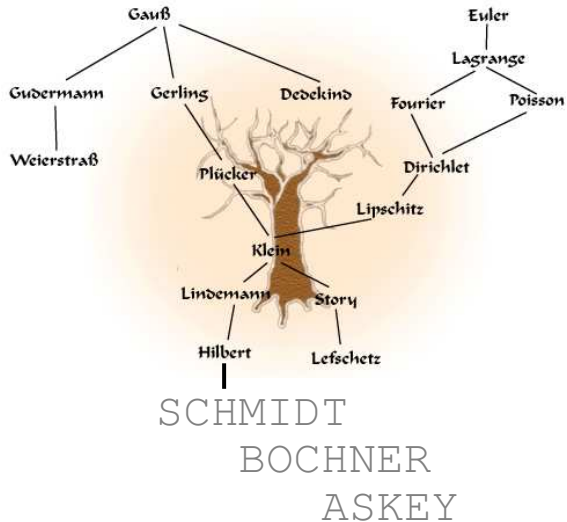 Gauß Euler
Lagrange
Gudermann Gerling Dedekind Fourier Poisson
Weierstraß Plücker Dirichlet
Lipschitz
Klein
Lindemann Story
Hilbert Lefschetz
SCHMIDT
BOCHNER
ASKEY